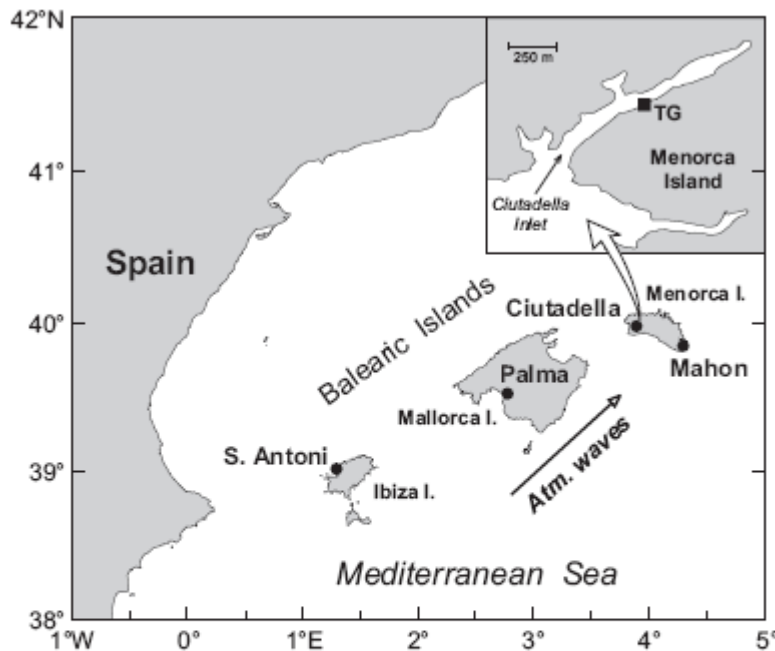 42°N
250 m
TG
Menorca
Island
Ciutadella
Inlet
41°
Spain
Menorca I.
Ciutadella
40°
Balearic Islands
Mahon
Palma
Mallorca I.
S. Antoni
Atm. waves
39°
Ibiza I.
Mediterranean Sea
38°
1°W
0°
1°E
2°
3°
4°
5°